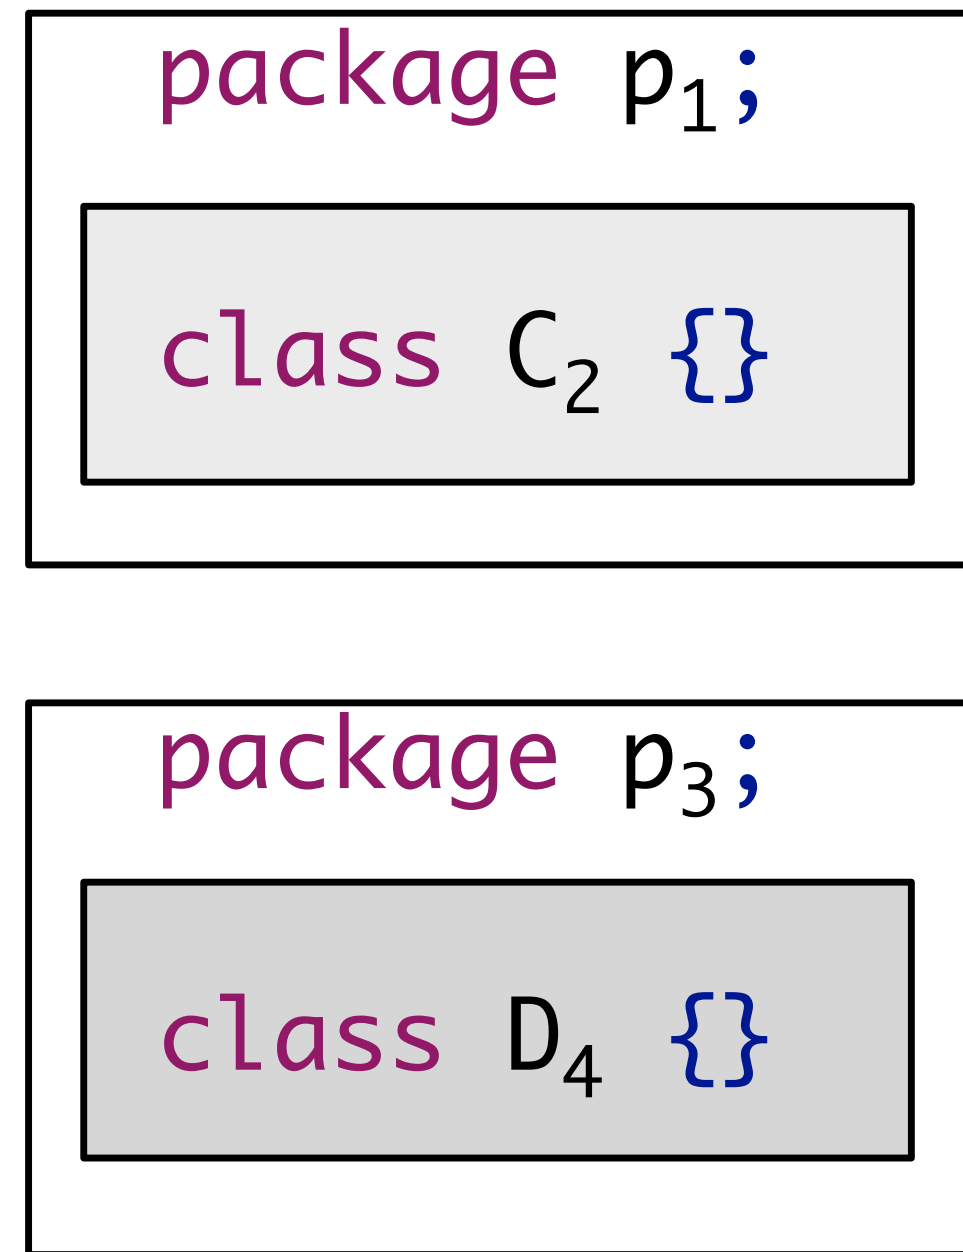 package p₁;
class C₂ {}
package p₃;
class D₄ {}